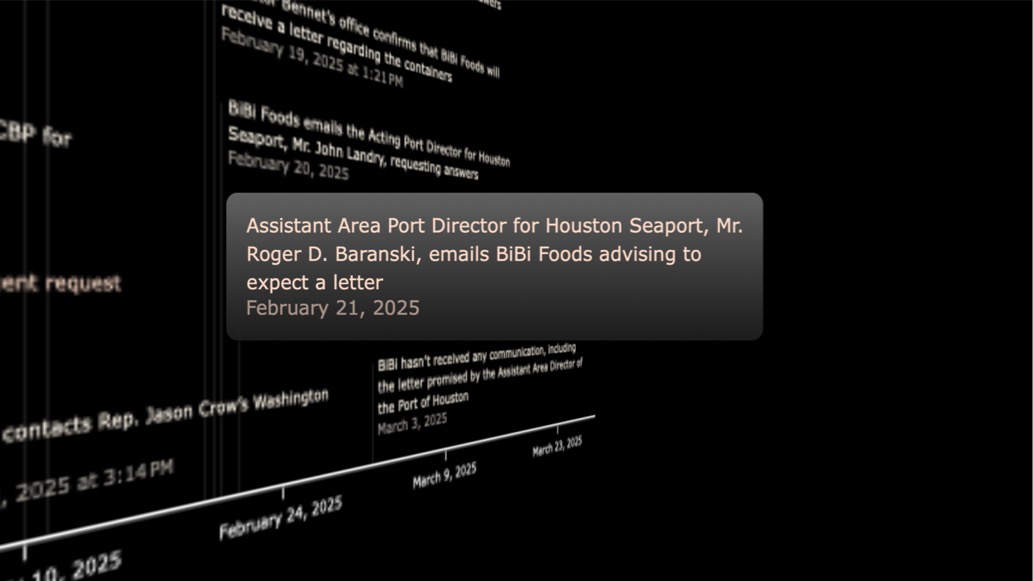 Bennet's office confirms that BiBi Foods will
receive a letter regarding the containers
February 19, 2025 at 1:21 PM
BiBi Foods emails the Acting Port Director for Houston
Seaport, Mr. John Landry, requesting answers
February 20, 2025
CBP for
Assistant Area Port Director for Houston Seaport, Mr.
Roger D. Baranski, emails BiBi Foods advising to
expect a letter
February 21, 2025
request
BiBi hasn't received any communication, including
the letter promised by the Assistant Area Director of
the Port of Houston
March 3, 2025
contacts Rep. Jason Crow's Washington
, 2025 at 3:14 PM
10, 2025
February 24, 2025
March 9, 2025
March 23, 2025